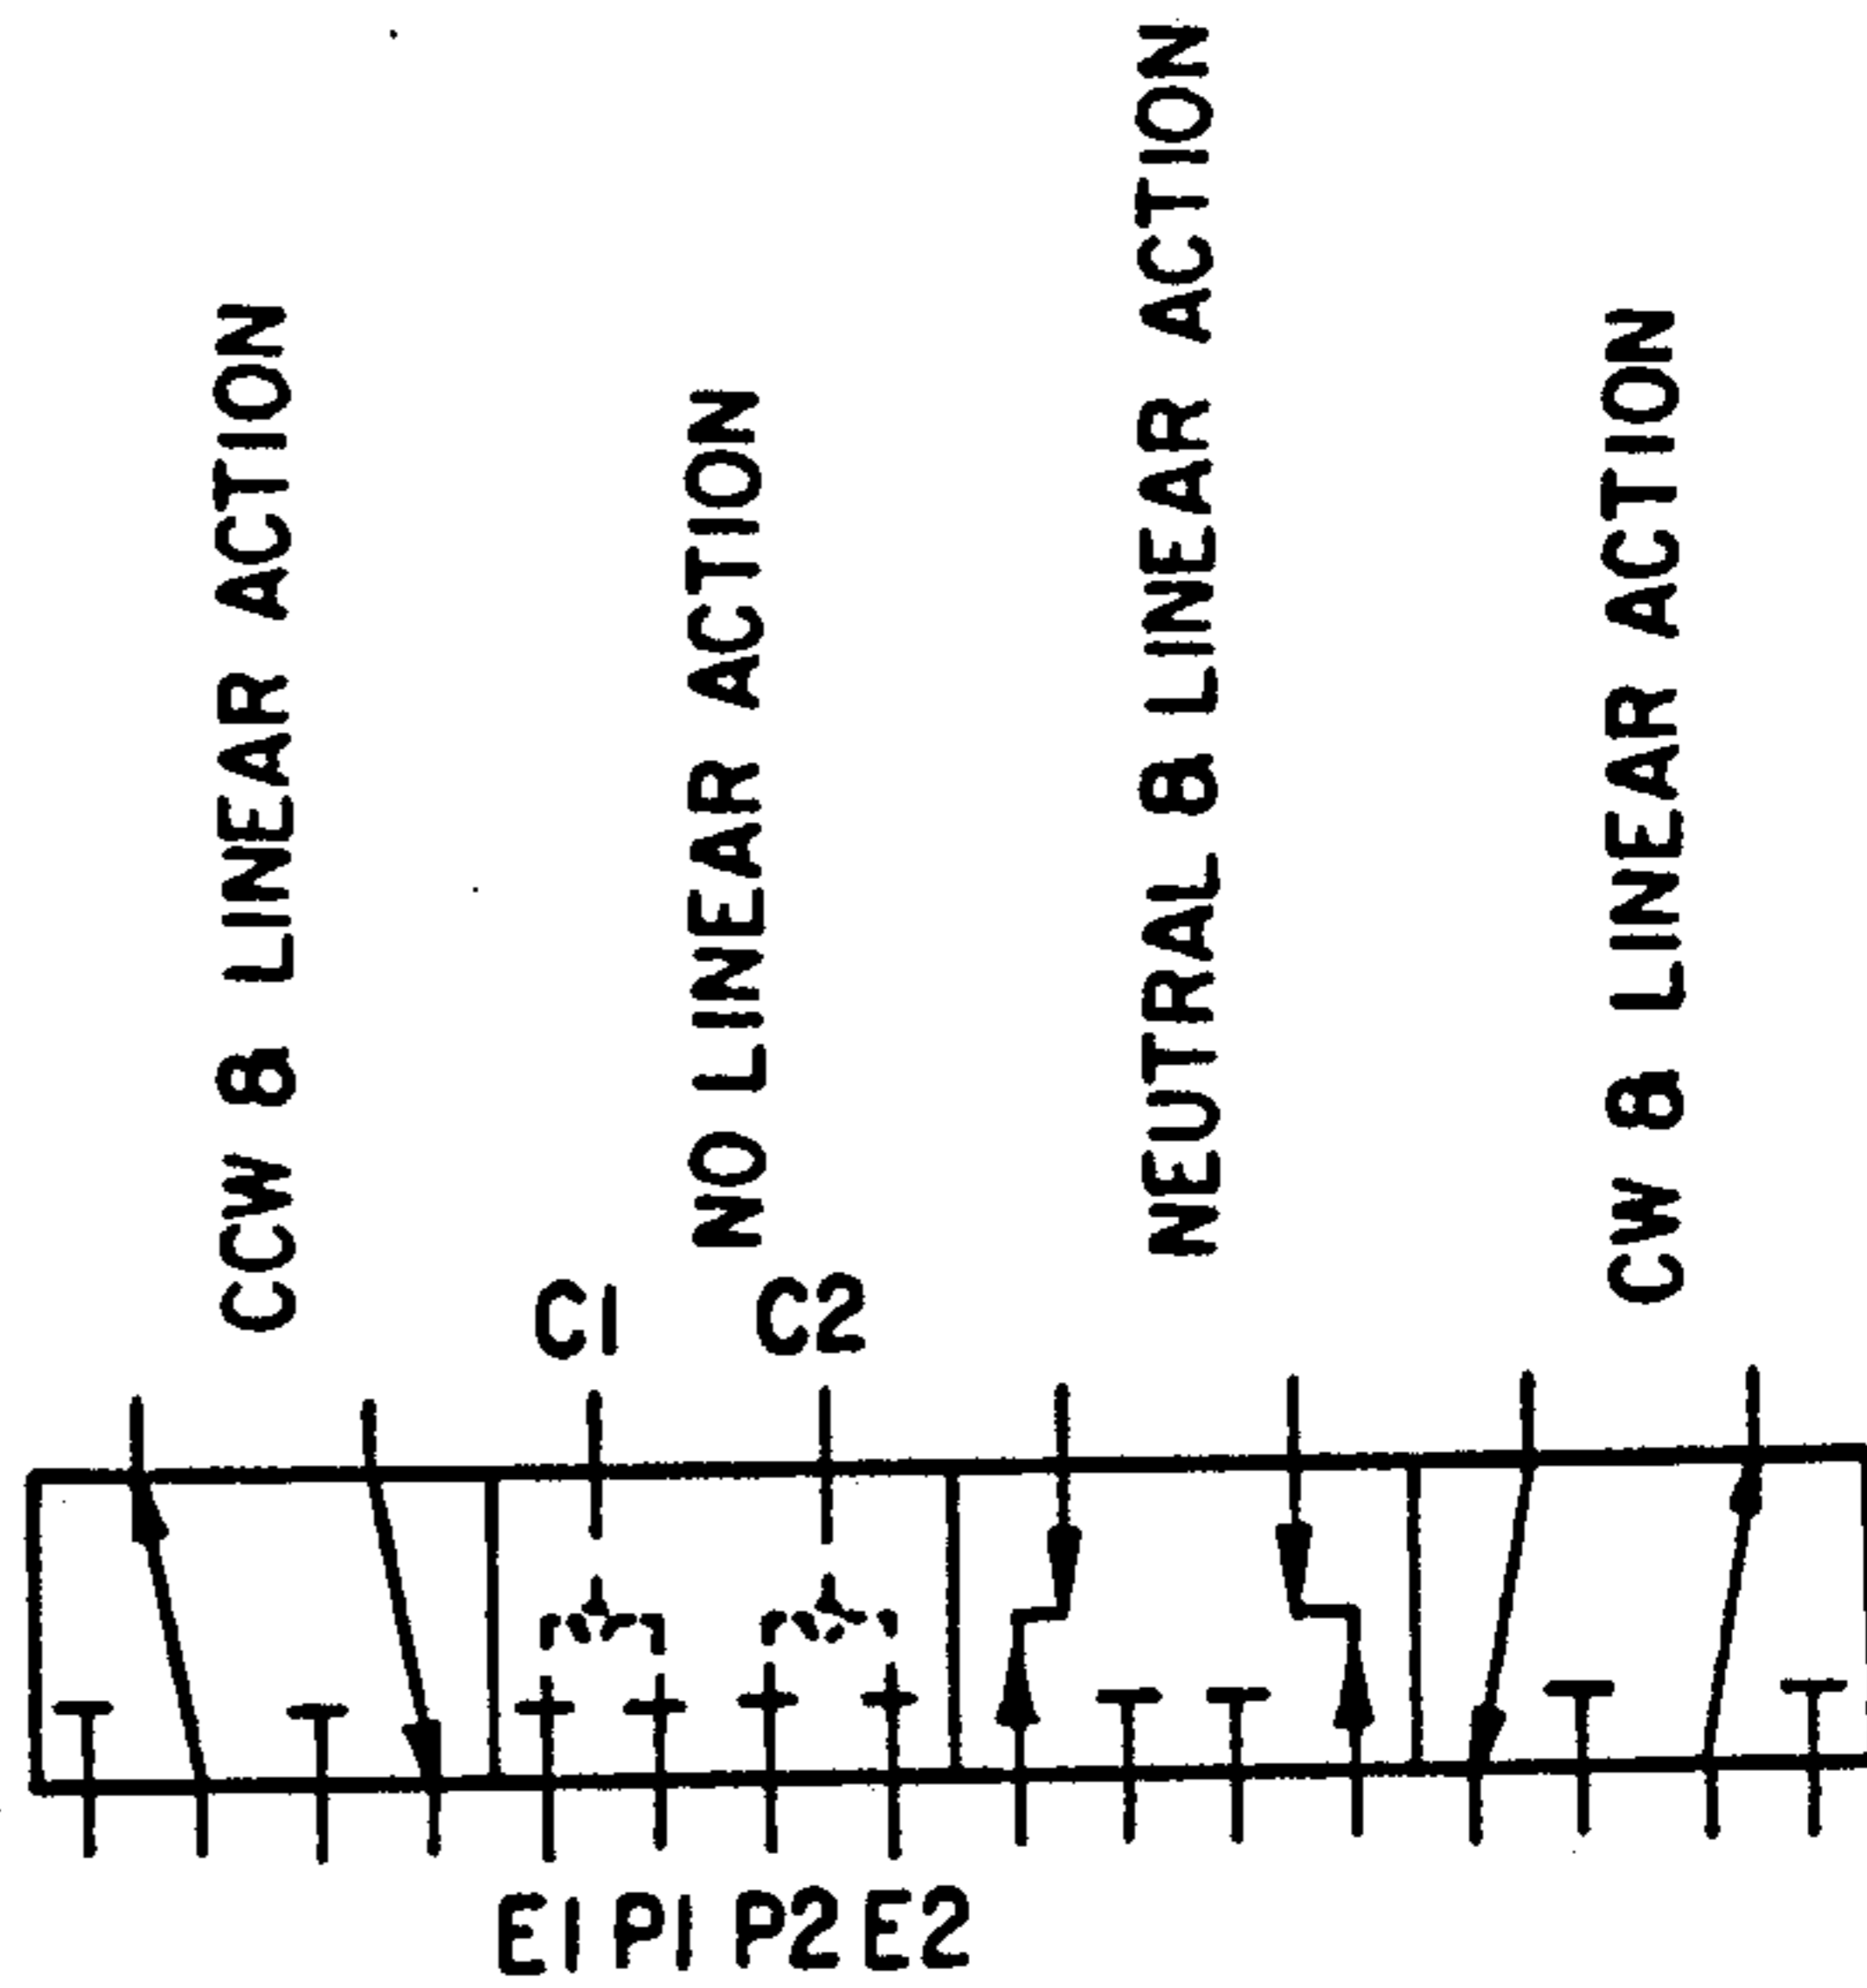 CCW & LINEAR ACTION
NO LINEAR ACTION
NEUTRAL & LINEAR ACTION
CW & LINEAR ACTION
C1 C2
E1 P1 P2 E2